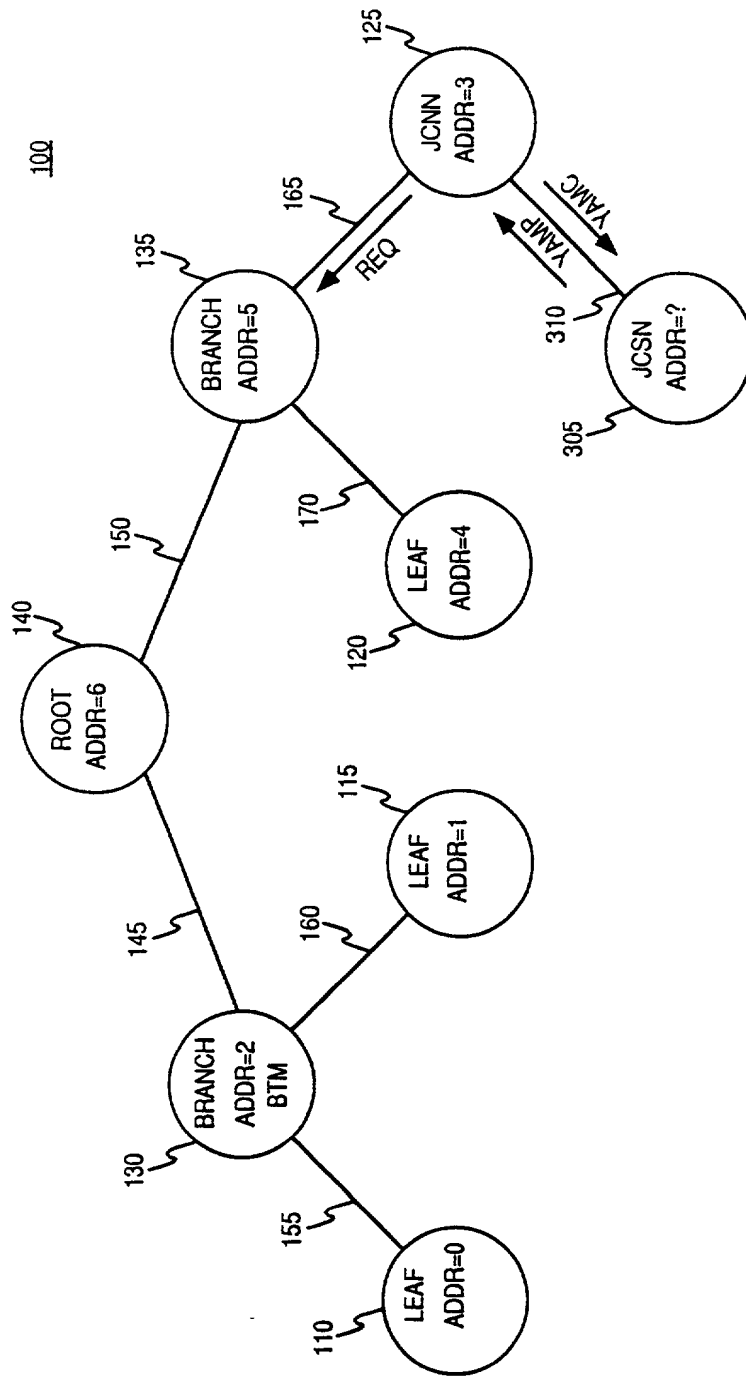 100
140
ROOT
ADDR=6
145
150
130
BRANCH
ADDR=2
BTM
135
BRANCH
ADDR=5
155
160
170
165
REQ
110
LEAF
ADDR=0
115
LEAF
ADDR=1
120
LEAF
ADDR=4
125
JCNN
ADDR=3
YAMP
YAMC
310
305
JCSN
ADDR=?